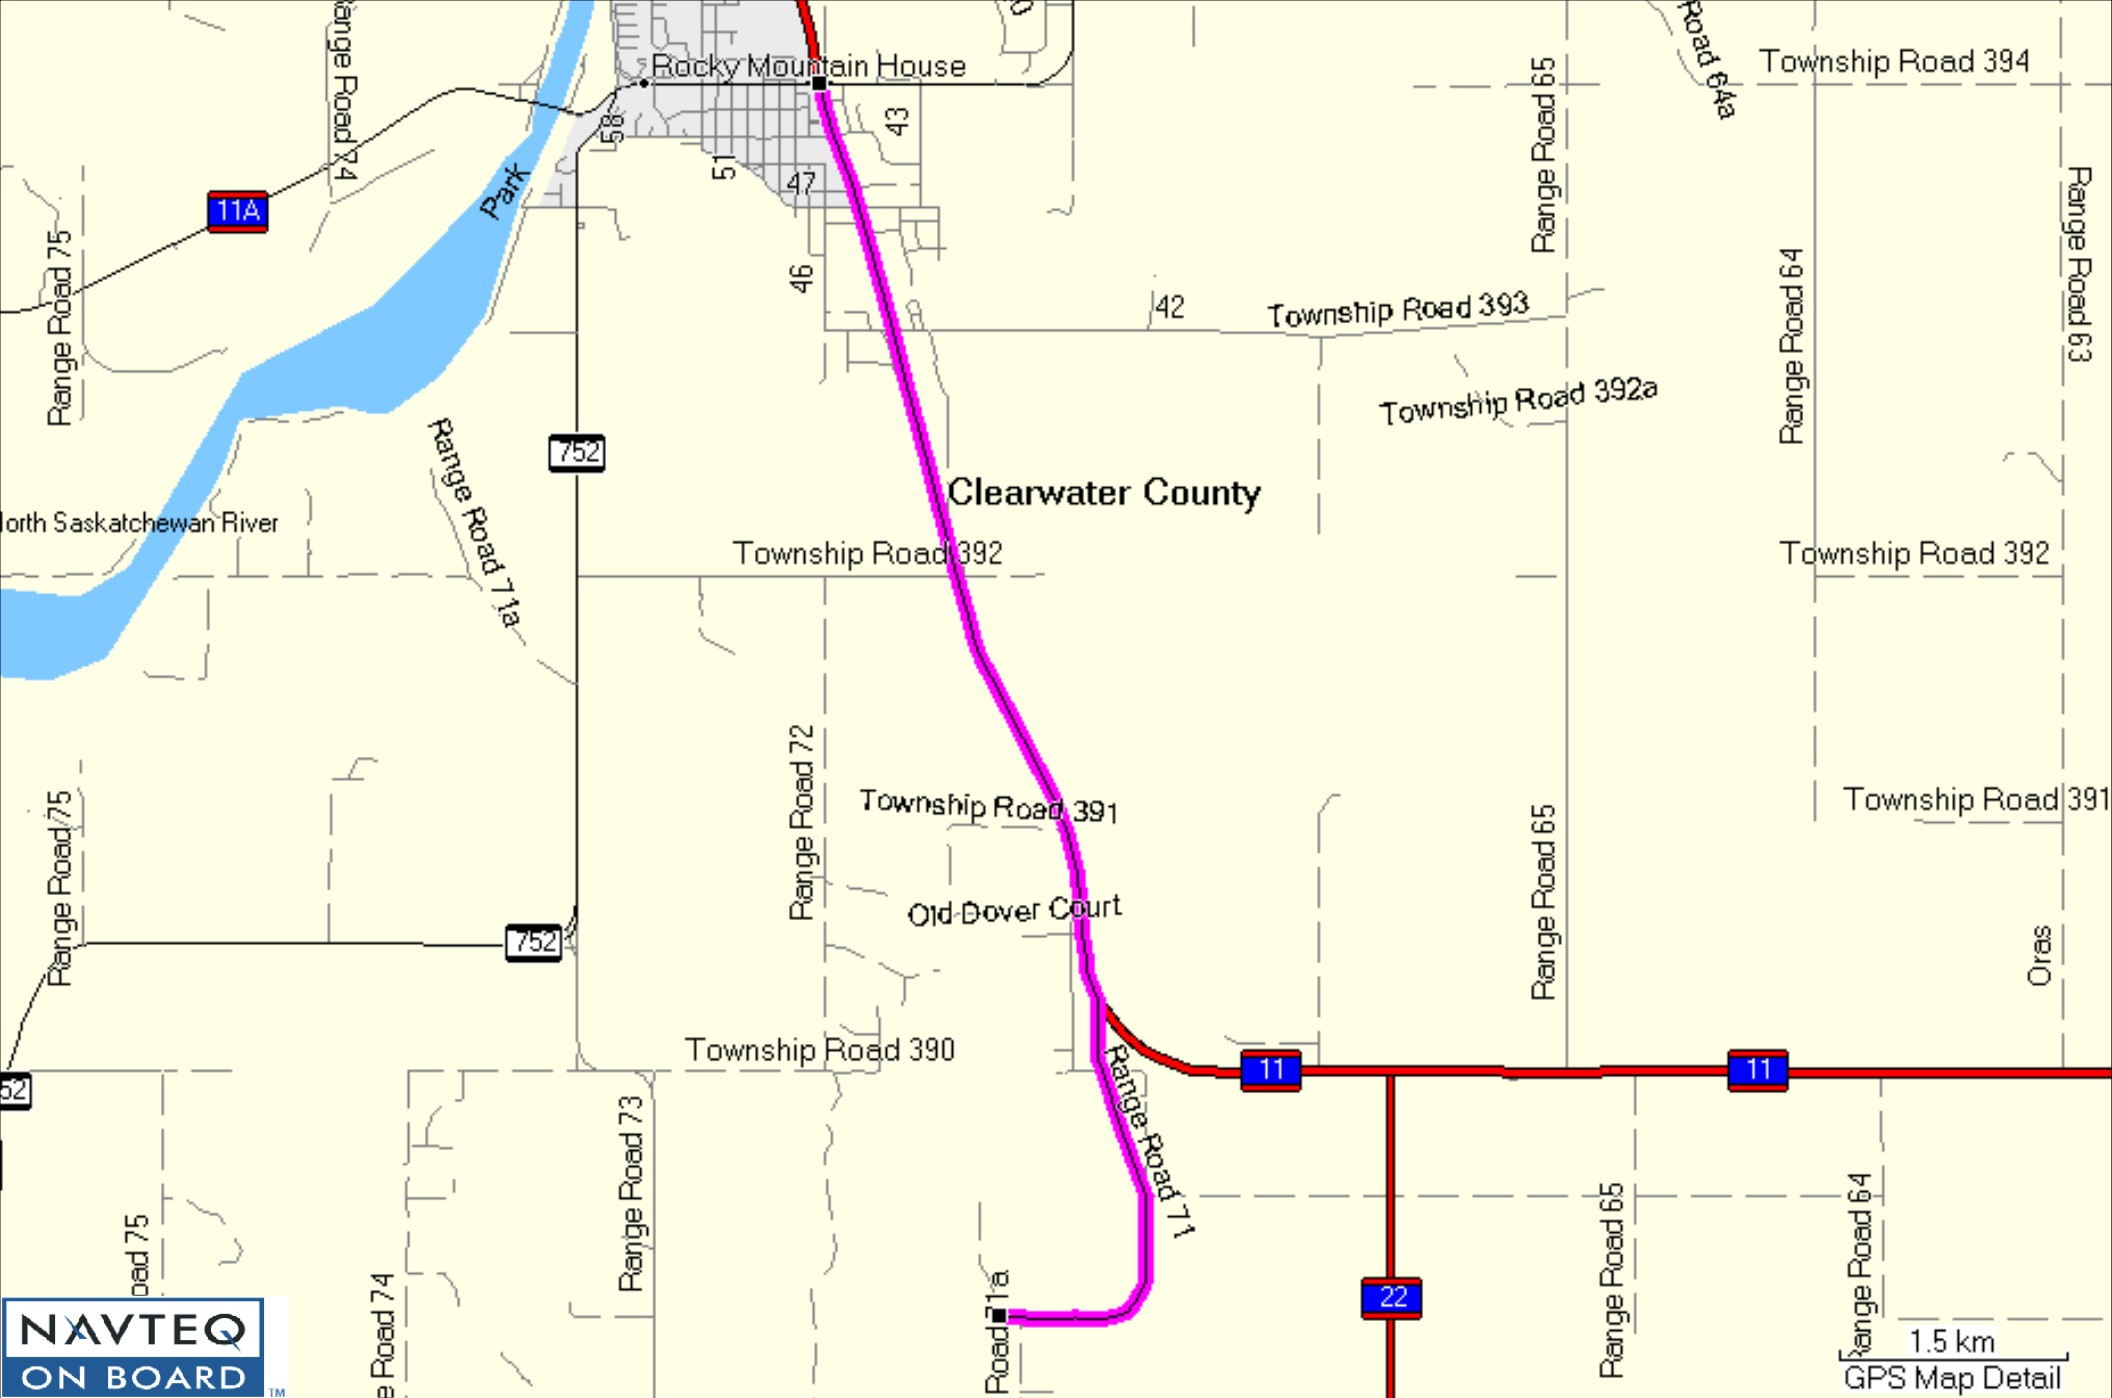 Range Road 74
Rocky Mountain House
Road 64a
Township Road 394
Range Road 65
58
51
47
43
Park
11A
Range Road 75
46
42
Township Road 393
Range Road 64
Range Road 63
Township Road 392a
752
Range Road 71a
Clearwater County
North Saskatchewan River
Township Road 392
Township Road 392
Range Road 72
Township Road 391
Township Road 391
Range Road 75
Old Dover Court
Range Road 65
Oras
752
Township Road 390
11
11
52
Range Road 71
Range Road 73
oad 75
e Road 74
Road 71a
22
Range Road 65
Range Road 64
1.5 km
GPS Map Detail
NAVTEQ
ON BOARD
TM